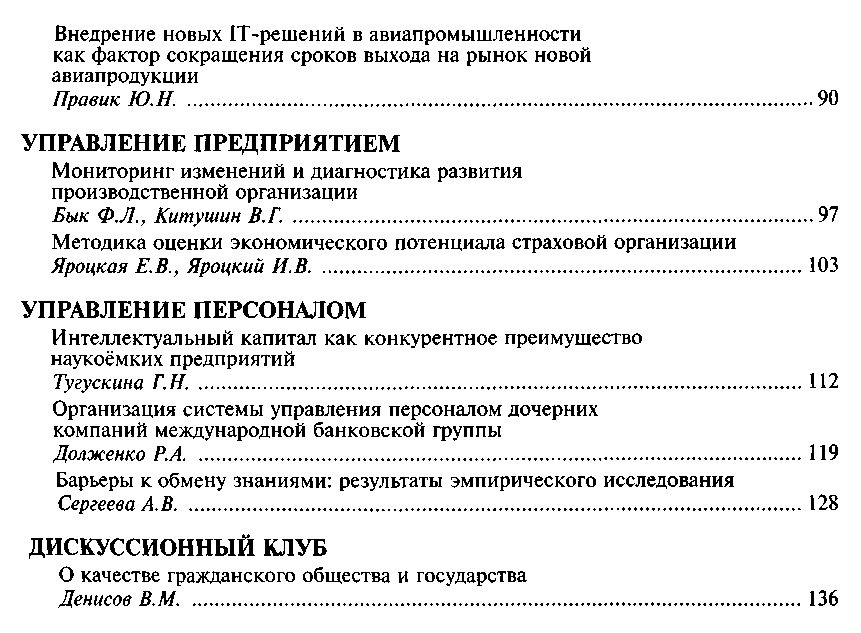 Внедрение новых IT-решений в авиапромышленности
как фактор сокращения сроков выхода на рынок новой
авиапродукции
Правик Ю.Н. ........................................................................................................ 90
УПРАВЛЕНИЕ ПРЕДПРИЯТИЕМ
Мониторинг изменений и диагностика развития
производственной организации
Бык Ф.Л., Китушин В.Г. ...................................................................................... 97
Методика оценки экономического потенциала страховой организации
Яроцкая Е.В., Яроцкий И.В. ................................................................................ 103
УПРАВЛЕНИЕ ПЕРСОНАЛОМ
Интеллектуальный капитал как конкурентное преимущество
наукоёмких предприятий
Тугускина Г.Н. .................................................................................................... 112
Организация системы управления персоналом дочерних
компаний международной банковской группы
Долженко Р.А. .................................................................................................... 119
Барьеры к обмену знаниями: результаты эмпирического исследования
Сергеева А.В. ...................................................................................................... 128
ДИСКУССИОННЫЙ КЛУБ
О качестве гражданского общества и государства
Денисов В.М. ..................................................................................................... 136